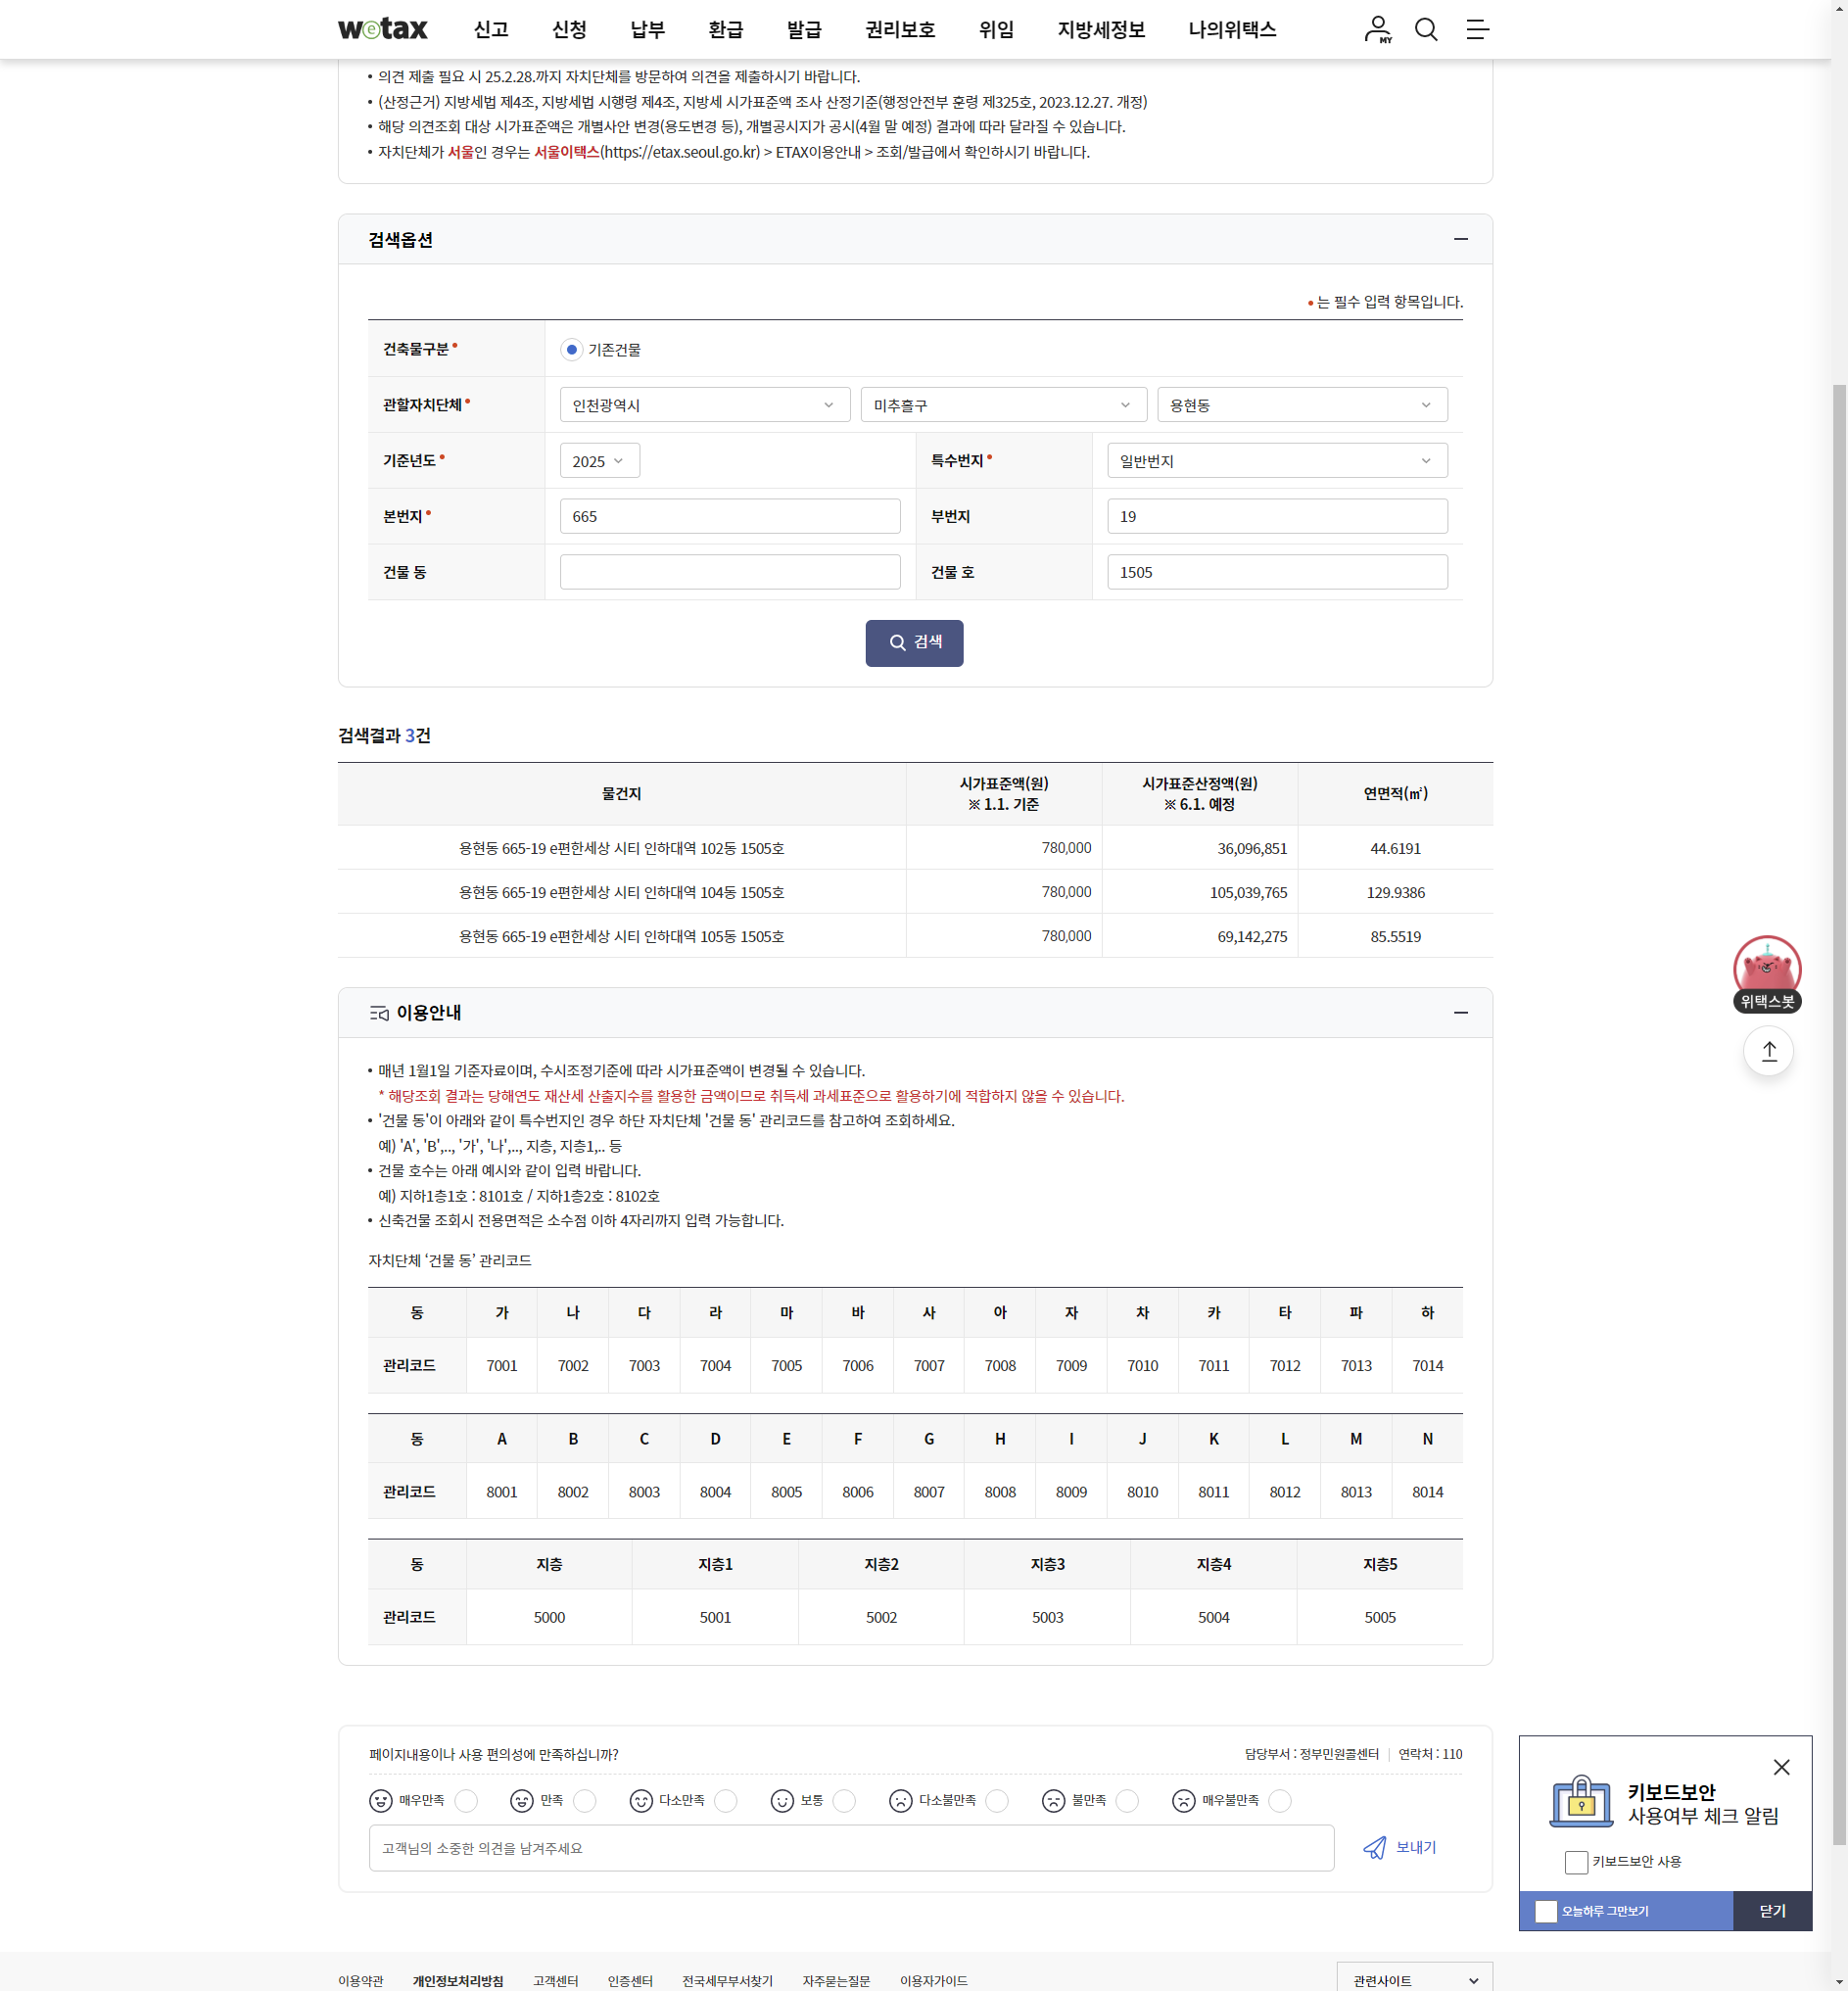 wetax 신고 신청 납부 환급 발급 권리보호 위임 지방세정보 나의위택스 MY
• 의견 제출 필요 시 25.2.28.까지 자치단체를 방문하여 의견을 제출하시기 바랍니다.
• (산정근거) 지방세법 제4조, 지방세법 시행령 제4조, 지방세 시가표준액 조사 산정기준(행정안전부 훈령 제325호, 2023.12.27. 개정)
• 해당 의견조회 대상 시가표준액은 개별사안 변경(용도변경 등), 개별공시지가 공시(4월 말 예정) 결과에 따라 달라질 수 있습니다.
• 자치단체가 서울인 경우는 서울이택스(https://etax.seoul.go.kr) > ETAX이용안내 > 조회/발급에서 확인하시기 바랍니다.
검색옵션
• 는 필수 입력 항목입니다.
건축물구분 • 기존건물
관할자치단체 • 인천광역시 미추홀구 용현동
기준년도 • 2025 특수번지 • 일반번지
본번지 • 665 부번지 19
건물 동 건물 호 1505
검색
검색결과 3건
물건지 시가표준액(원) 시가표준산정액(원) 연면적(㎡)
※ 1.1. 기준 ※ 6.1. 예정
용현동 665-19 e편한세상 시티 인하대역 102동 1505호 780,000 36,096,851 44.6191
용현동 665-19 e편한세상 시티 인하대역 104동 1505호 780,000 105,039,765 129.9386
용현동 665-19 e편한세상 시티 인하대역 105동 1505호 780,000 69,142,275 85.5519
위택스봇
이용안내
• 매년 1월1일 기준자료이며, 수시조정기준에 따라 시가표준액이 변경될 수 있습니다.
* 해당조회 결과는 당해연도 재산세 산출지수를 활용한 금액이므로 취득세 과세표준으로 활용하기에 적합하지 않을 수 있습니다.
• '건물 동'이 아래와 같이 특수번지인 경우 하단 자치단체 '건물 동' 관리코드를 참고하여 조회하세요.
예) 'A', 'B',.., '가', '나',.., 지층, 지층1,.. 등
• 건물 호수는 아래 예시와 같이 입력 바랍니다.
예) 지하1층1호 : 8101호 / 지하1층2호 : 8102호
• 신축건물 조회시 전용면적은 소수점 이하 4자리까지 입력 가능합니다.
자치단체 ‘건물 동’ 관리코드
동 가 나 다 라 마 바 사 아 자 차 카 타 파 하
관리코드 7001 7002 7003 7004 7005 7006 7007 7008 7009 7010 7011 7012 7013 7014
동 A B C D E F G H I J K L M N
관리코드 8001 8002 8003 8004 8005 8006 8007 8008 8009 8010 8011 8012 8013 8014
동 지층 지층1 지층2 지층3 지층4 지층5
관리코드 5000 5001 5002 5003 5004 5005
페이지내용이나 사용 편의성에 만족하십니까? 담당부서 : 정부민원콜센터 | 연락처 : 110
매우만족 만족 다소만족 보통 다소불만족 불만족 매우불만족
고객님의 소중한 의견을 남겨주세요 보내기
키보드보안
사용여부 체크 알림
키보드보안 사용
오늘하루 그만보기 닫기
이용약관 개인정보처리방침 고객센터 인증센터 전국세무부서찾기 자주묻는질문 이용자가이드 관련사이트